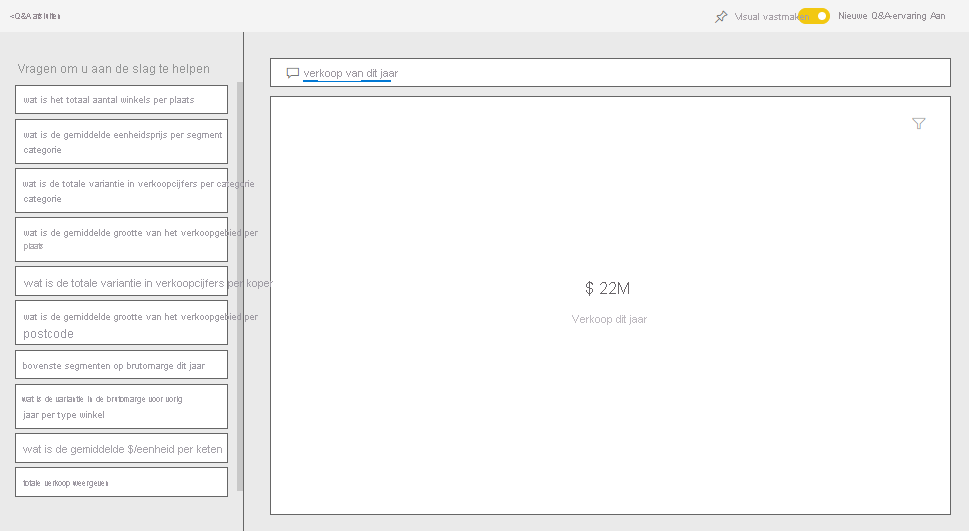 <Q&A afsluiten
Visual vastmaken
Nieuwe Q&A-ervaring Aan
Vragen om u aan de slag te helpen
verkoop van dit jaar
wat is het totaal aantal winkels per plaats
wat is de gemiddelde eenheidsprijs per segment
categorie
wat is de totale variantie in verkoopcijfers per categorie
categorie
wat is de gemiddelde grootte van het verkoopgebied per
plaats
wat is de totale variantie in verkoopcijfers per koper
wat is de gemiddelde grootte van het verkoopgebied per
postcode
bovenste segmenten op brutomarge dit jaar
wat is de variantie in de brutomarge voor vorig
jaar per type winkel
wat is de gemiddelde $/eenheid per keten
totale verkoop weergeven
$ 22M
Verkoop dit jaar